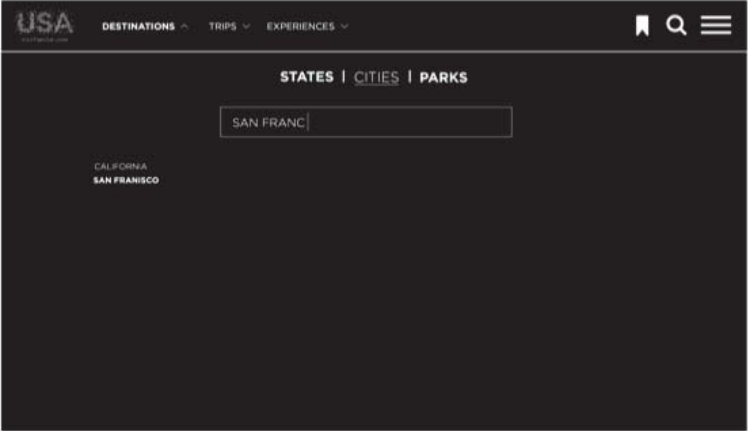 USA
DESTINATIONS TRIPS EXPERIENCES
STATES | CITIES | PARKS
SAN FRANC
CALIFORNIA
SAN FRANISCO